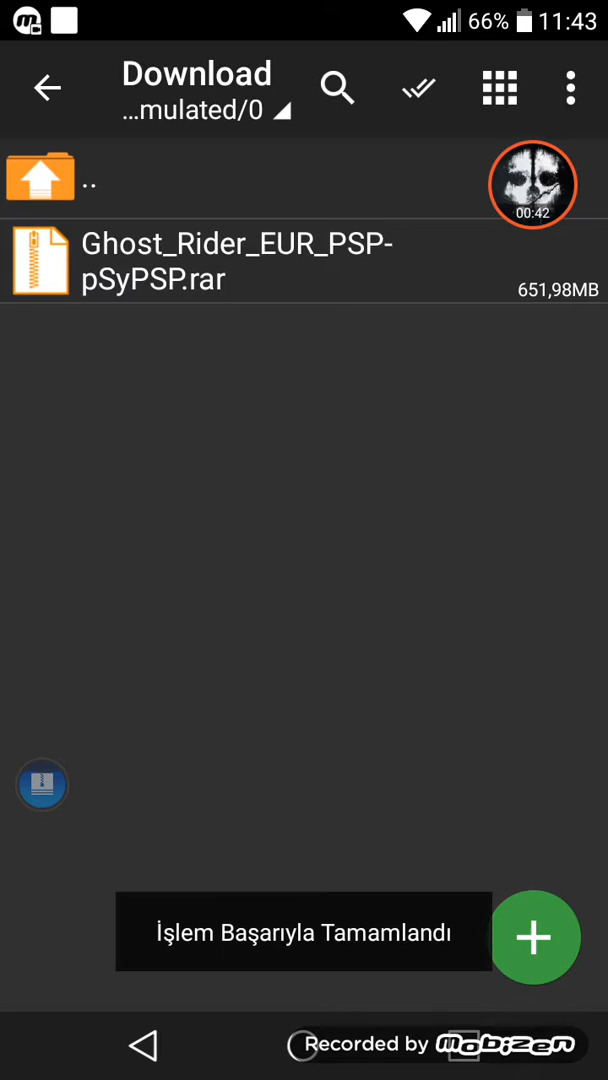 66% 11:43
Download
...mulated/0
..
00:42
Ghost_Rider_EUR_PSP-
pSyPSP.rar
651,98MB
İşlem Başarıyla Tamamlandı
Recorded by Mobizen